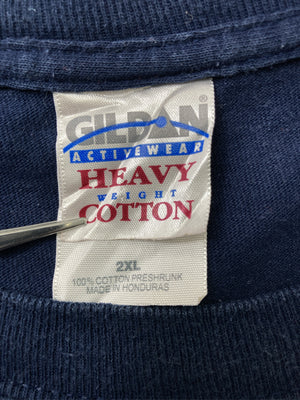 GILDAN®
ACTIVEWEAR
HEAVY
WEIGHT
COTTON
2XL
100% COTTON PRESHRUNK
MADE IN HONDURAS